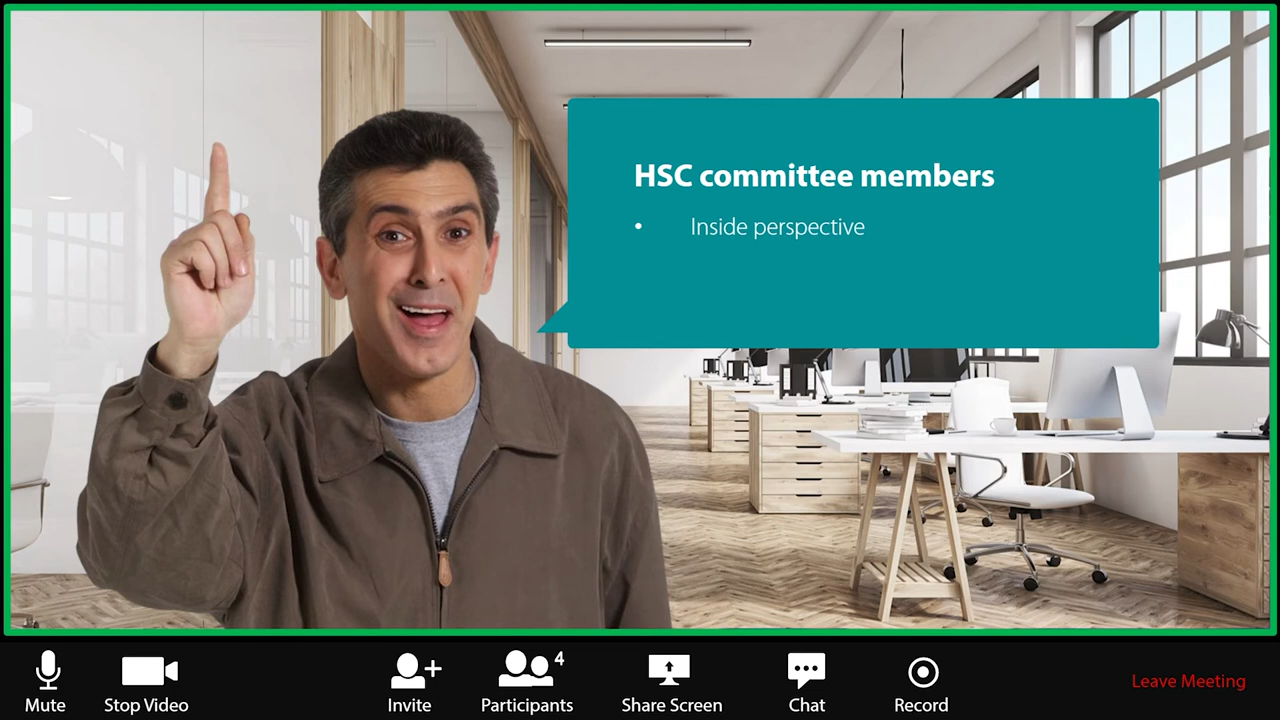 HSC committee members
• Inside perspective
4
Mute
Stop Video
Invite
Participants
Share Screen
Chat
Record
Leave Meeting